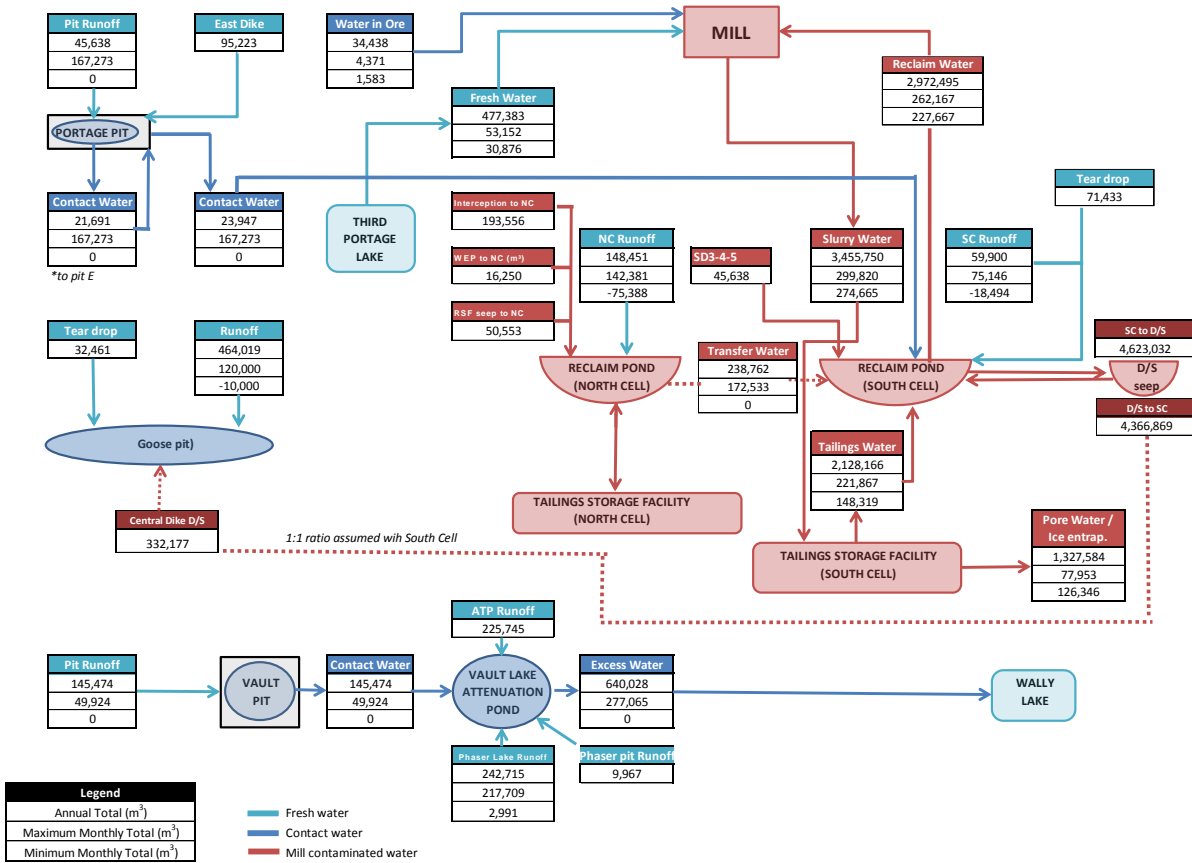 Pit Runoff
45,638
167,273
0
East Dike
95,223
Water in Ore
34,438
4,371
1,583
MILL
Reclaim Water
2,972,495
262,167
227,667
Fresh Water
477,383
53,152
30,876
PORTAGE PIT
Contact Water
21,691
167,273
0
*to pit E
Contact Water
23,947
167,273
0
THIRD
PORTAGE
LAKE
Interception to NC
193,556
WEP to NC (m³)
16,250
RSF seep to NC
50,553
NC Runoff
148,451
142,381
-75,388
SD3-4-5
45,638
Slurry Water
3,455,750
299,820
274,665
Tear drop
71,433
SC Runoff
59,900
75,146
-18,494
Tear drop
32,461
Runoff
464,019
120,000
-10,000
RECLAIM POND
(NORTH CELL)
Transfer Water
238,762
172,533
0
RECLAIM POND
(SOUTH CELL)
SC to D/S
4,623,032
D/S
seep
D/S to SC
4,366,869
Goose pit)
Tailings Water
2,128,166
221,867
148,319
TAILINGS STORAGE FACILITY
(NORTH CELL)
Central Dike D/S
332,177
1:1 ratio assumed wih South Cell
TAILINGS STORAGE FACILITY
(SOUTH CELL)
Pore Water /
Ice entrap.
1,327,584
77,953
126,346
ATP Runoff
225,745
Pit Runoff
145,474
49,924
0
VAULT
PIT
Contact Water
145,474
49,924
0
VAULT LAKE
ATTENUATION
POND
Excess Water
640,028
277,065
0
WALLY
LAKE
Phaser Lake Runoff
242,715
217,709
2,991
Phaser pit Runoff
9,967
Legend
Annual Total (m³)
Maximum Monthly Total (m³)
Minimum Monthly Total (m³)
Fresh water
Contact water
Mill contaminated water